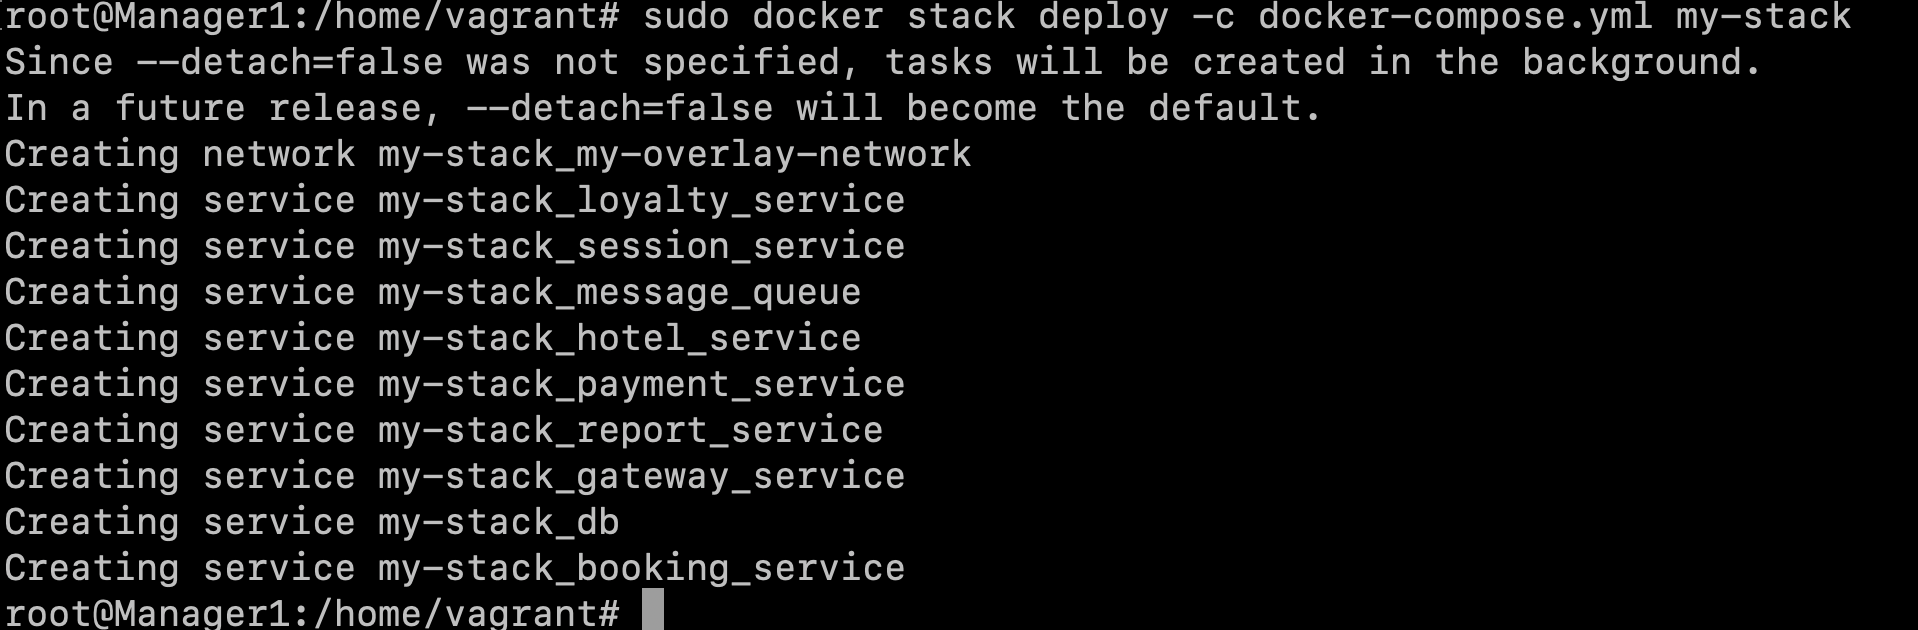 root@Manager1:/home/vagrant# sudo docker stack deploy -c docker-compose.yml my-stack
Since --detach=false was not specified, tasks will be created in the background.
In a future release, --detach=false will become the default.
Creating network my-stack_my-overlay-network
Creating service my-stack_loyalty_service
Creating service my-stack_session_service
Creating service my-stack_message_queue
Creating service my-stack_hotel_service
Creating service my-stack_payment_service
Creating service my-stack_report_service
Creating service my-stack_gateway_service
Creating service my-stack_db
Creating service my-stack_booking_service
root@Manager1:/home/vagrant#